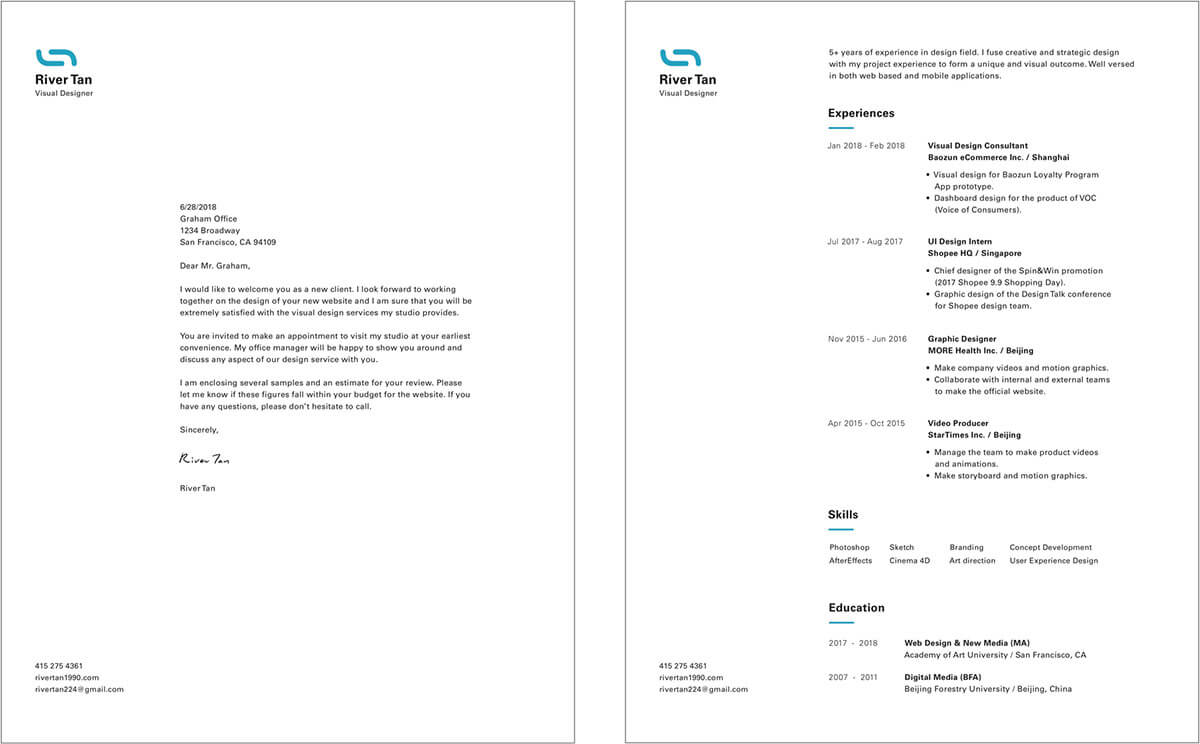 River Tan
Visual Designer
6/28/2018
Graham Office
1234 Broadway
San Francisco, CA 94109
Dear Mr. Graham,
I would like to welcome you as a new client. I look forward to working
together on the design of your new website and I am sure that you will be
extremely satisfied with the visual design services my studio provides.
You are invited to make an appointment to visit my studio at your earliest
convenience. My office manager will be happy to show you around and
discuss any aspect of our design service with you.
I am enclosing several samples and an estimate for your review. Please
let me know if these figures fall within your budget for the website. If you
have any questions, please don't hesitate to call.
Sincerely,
River Tan
River Tan
415 275 4361
rivertan1990.com
rivertan224@gmail.com
River Tan
Visual Designer
5+ years of experience in design field. I fuse creative and strategic design
with my project experience to form a unique and visual outcome. Well versed
in both web based and mobile applications.
Experiences
Jan 2018 - Feb 2018 Visual Design Consultant
Baozun eCommerce Inc. / Shanghai
• Visual design for Baozun Loyalty Program
App prototype.
• Dashboard design for the product of VOC
(Voice of Consumers).
Jul 2017 - Aug 2017 UI Design Intern
Shopee HQ / Singapore
• Chief designer of the Spin&Win promotion
(2017 Shopee 9.9 Shopping Day).
• Graphic design of the Design Talk conference
for Shopee design team.
Nov 2015 - Jun 2016 Graphic Designer
MORE Health Inc. / Beijing
• Make company videos and motion graphics.
• Collaborate with internal and external teams
to make the official website.
Apr 2015 - Oct 2015 Video Producer
StarTimes Inc. / Beijing
• Manage the team to make product videos
and animations.
• Make storyboard and motion graphics.
Skills
Photoshop Sketch Branding Concept Development
AfterEffects Cinema 4D Art direction User Experience Design
Education
2017 - 2018 Web Design & New Media (MA)
Academy of Art University / San Francisco, CA
2007 - 2011 Digital Media (BFA)
Beijing Forestry University / Beijing, China
415 275 4361
rivertan1990.com
rivertan224@gmail.com